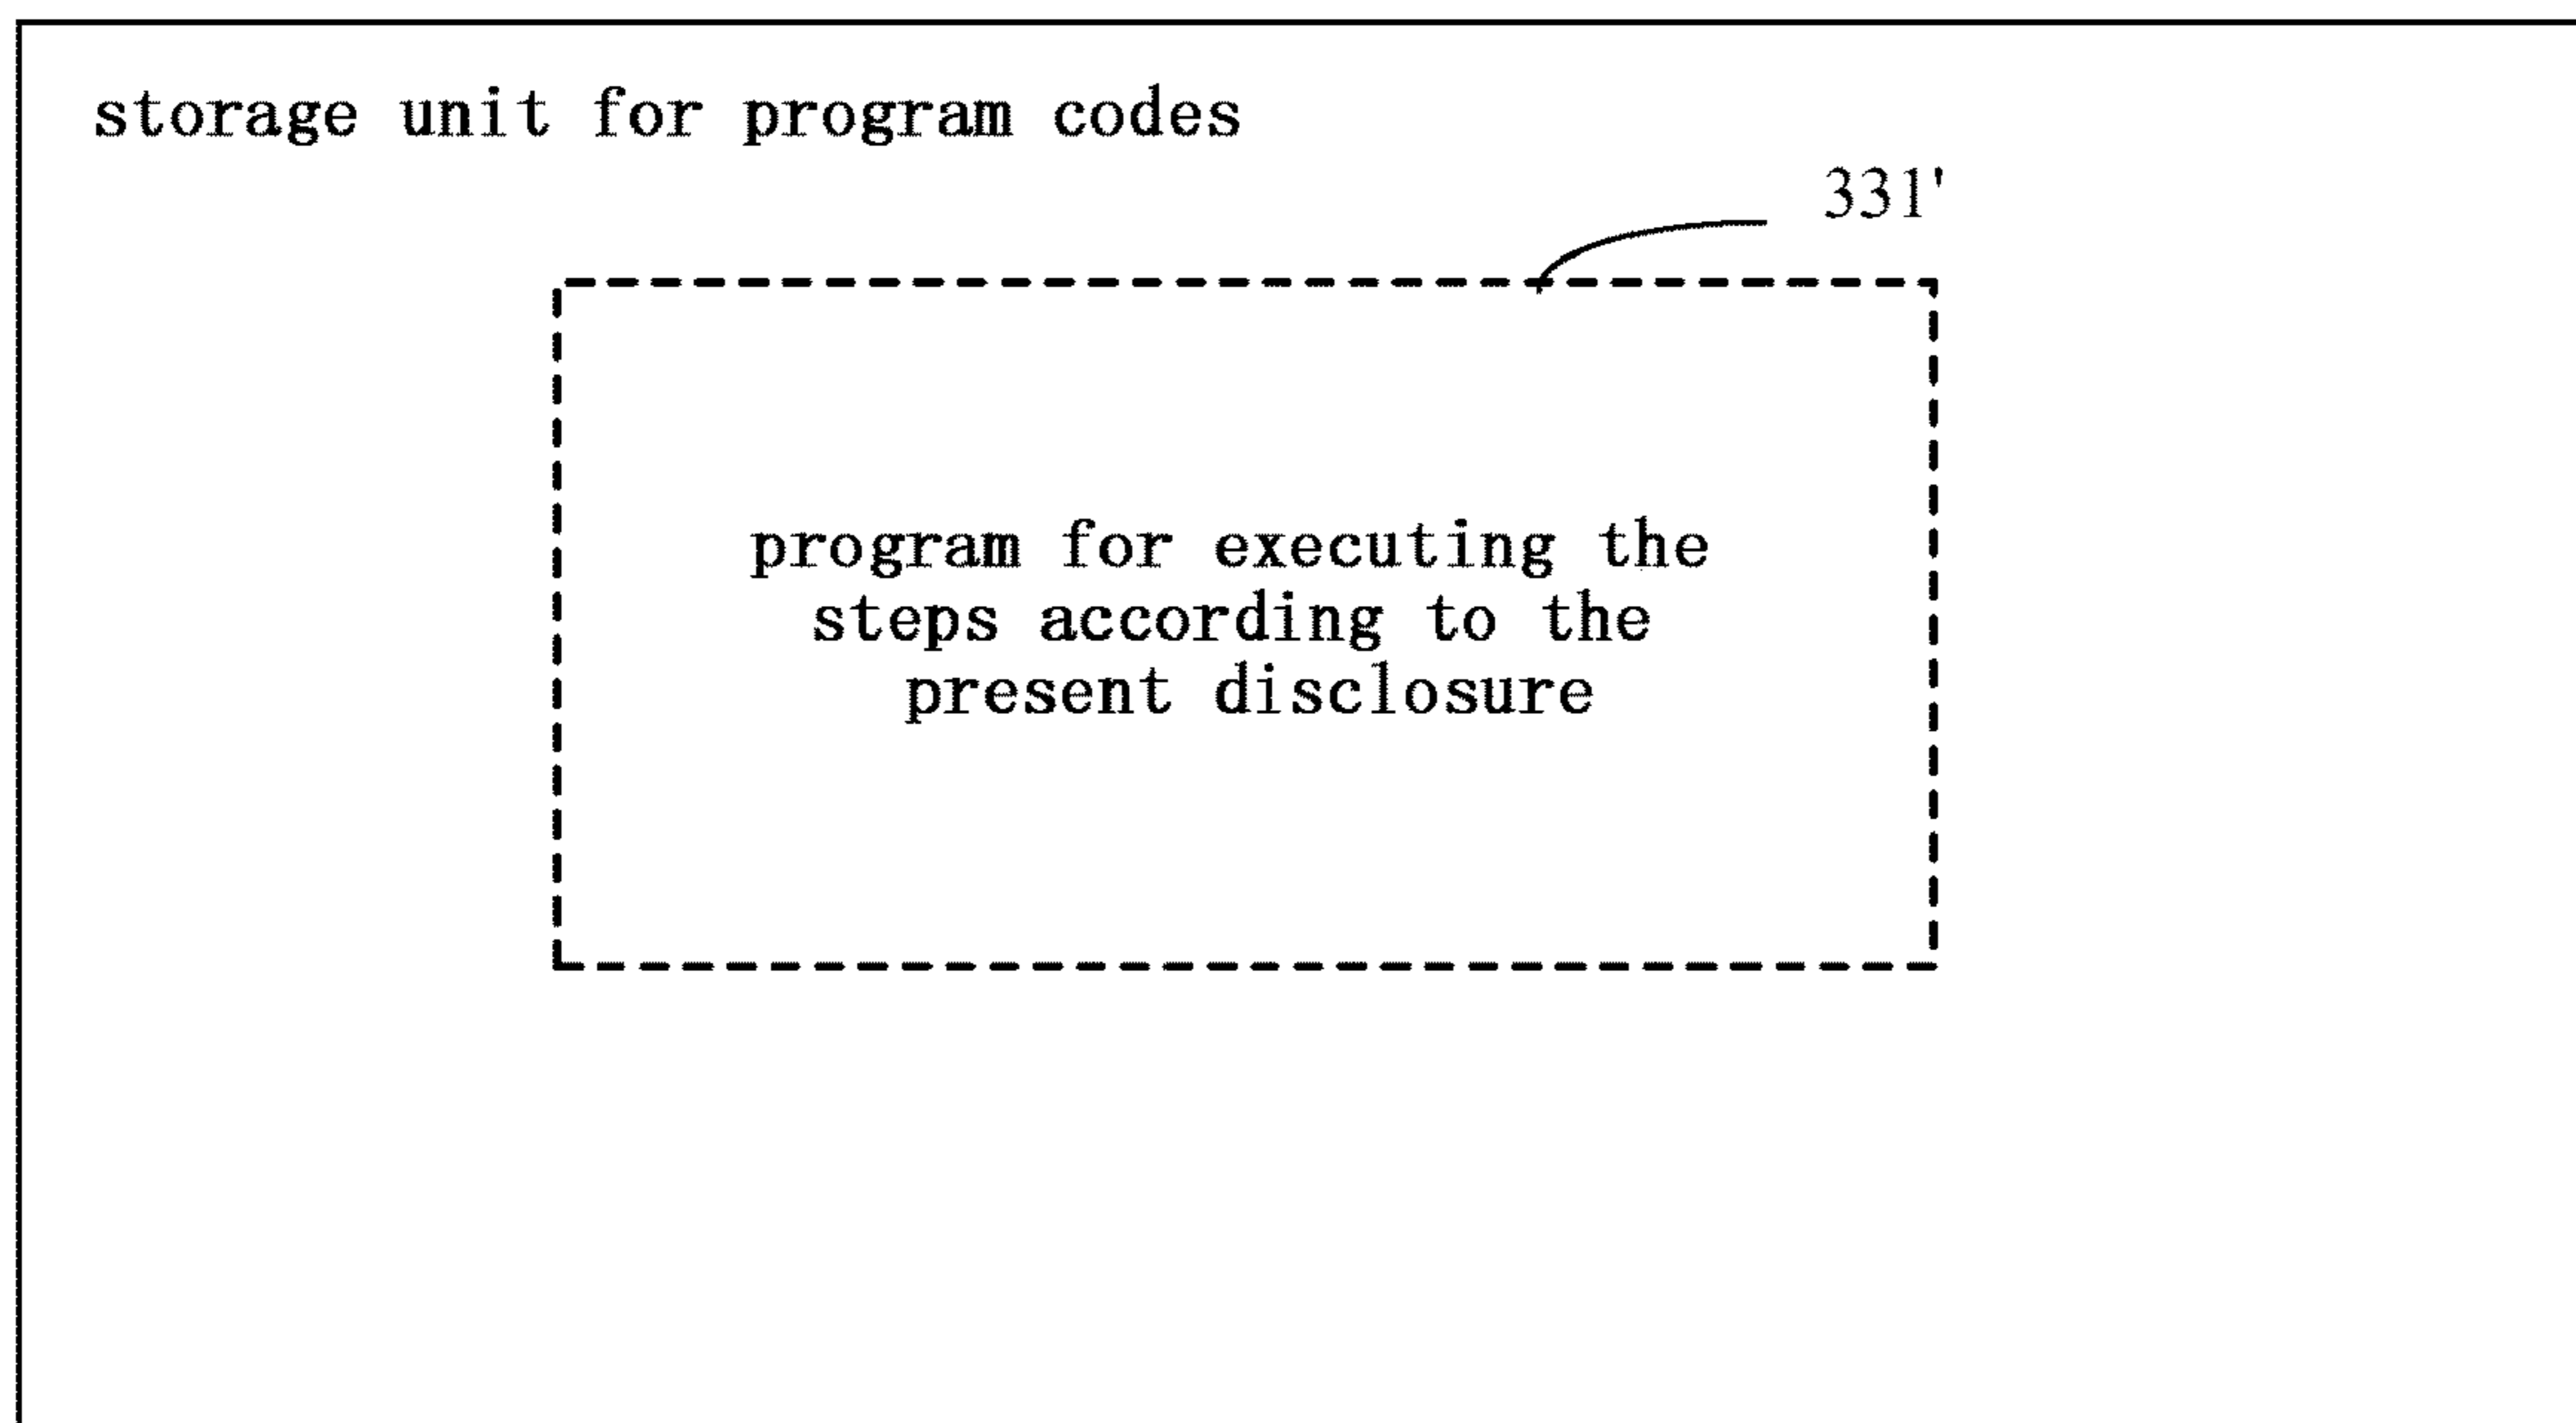 storage unit for program codes
331'
program for executing the
steps according to the
present disclosure